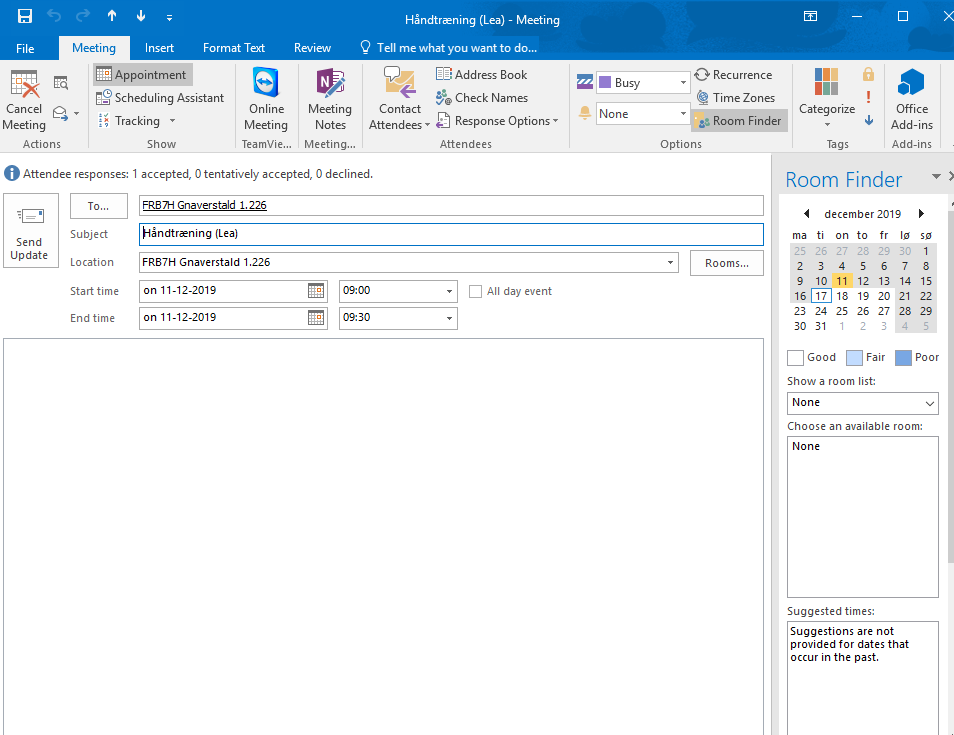 Håndtræning (Lea) - Meeting
File Meeting Insert Format Text Review Tell me what you want to do...
Cancel Meeting
Actions
Appointment
Scheduling Assistant
Tracking
Show
Online Meeting
TeamVie...
Meeting Notes
Meeting...
Contact Attendees
Address Book
Check Names
Response Options
Attendees
Busy
None
Recurrence
Time Zones
Room Finder
Options
Categorize
Tags
Office Add-ins
Add-ins
Attendee responses: 1 accepted, 0 tentatively accepted, 0 declined.
Send Update
To... FRB7H Gnaverstald 1.226
Subject Håndtræning (Lea)
Location FRB7H Gnaverstald 1.226 Rooms...
Start time on 11-12-2019 09:00 All day event
End time on 11-12-2019 09:30
Room Finder
december 2019
ma ti on to fr lø sø
25 26 27 28 29 30 1
2 3 4 5 6 7 8
9 10 11 12 13 14 15
16 17 18 19 20 21 22
23 24 25 26 27 28 29
30 31 1 2 3 4 5
Good Fair Poor
Show a room list:
None
Choose an available room:
None
Suggested times:
Suggestions are not
provided for dates that
occur in the past.